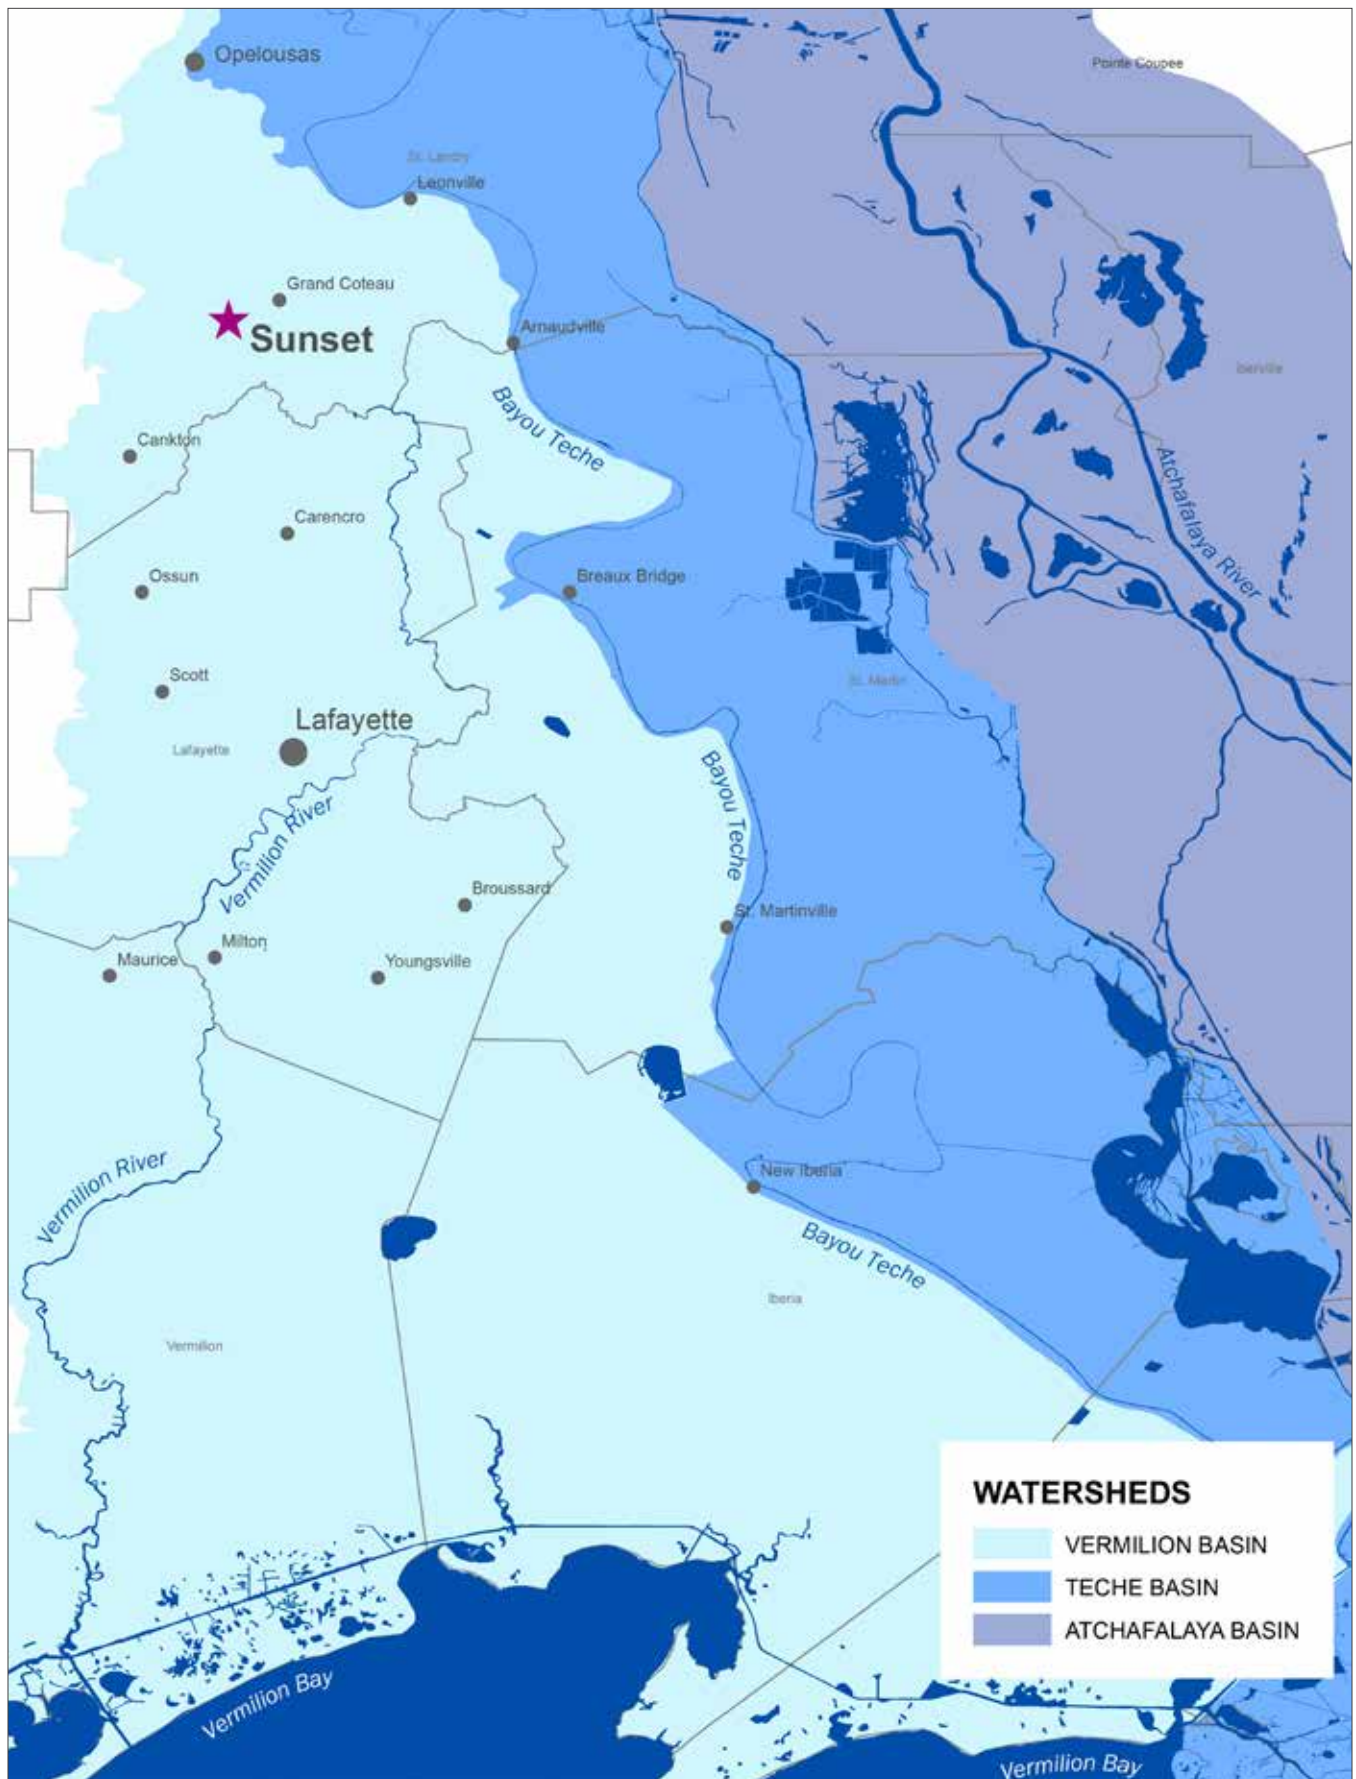 Opelousas
Pointe Coupee
St. Landry
Leonville
Grand Coteau
Sunset
Arnaudville
Iberville
Bayou Teche
Cankton
Atchafalaya River
Carencro
Ossun
Breaux Bridge
Scott
St. Martin
Lafayette
Lafayette
Bayou Teche
Vermilion River
Broussard
St. Martinville
Milton
Maurice
Youngsville
Vermilion River
New Iberia
Bayou Teche
Iberia
Vermilion
WATERSHEDS
VERMILION BASIN
TECHE BASIN
ATCHAFALAYA BASIN
Vermilion Bay
Vermilion Bay